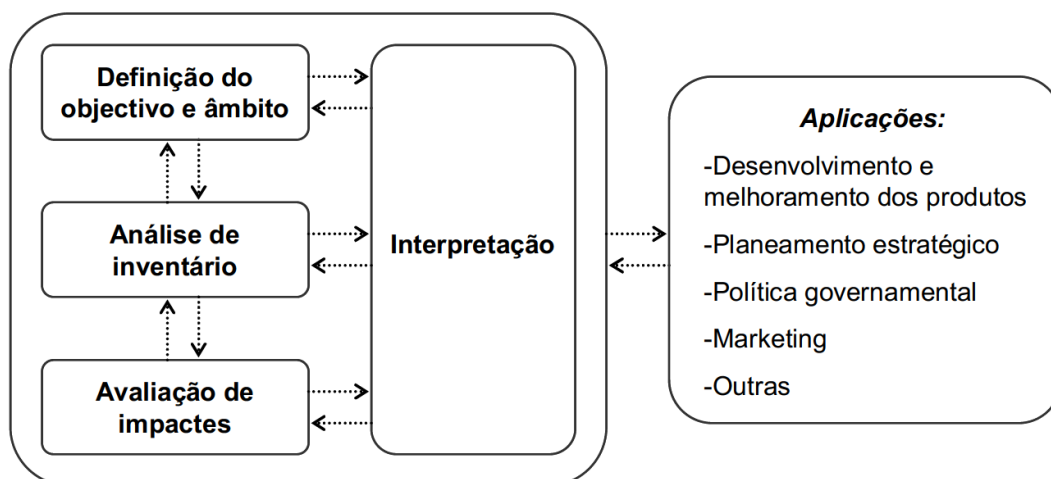 Definição do
objectivo e âmbito
Análise de
inventário
Avaliação de
impactes
Interpretação
Aplicações:
-Desenvolvimento e
melhoramento dos produtos
-Planeamento estratégico
-Política governamental
-Marketing
-Outras